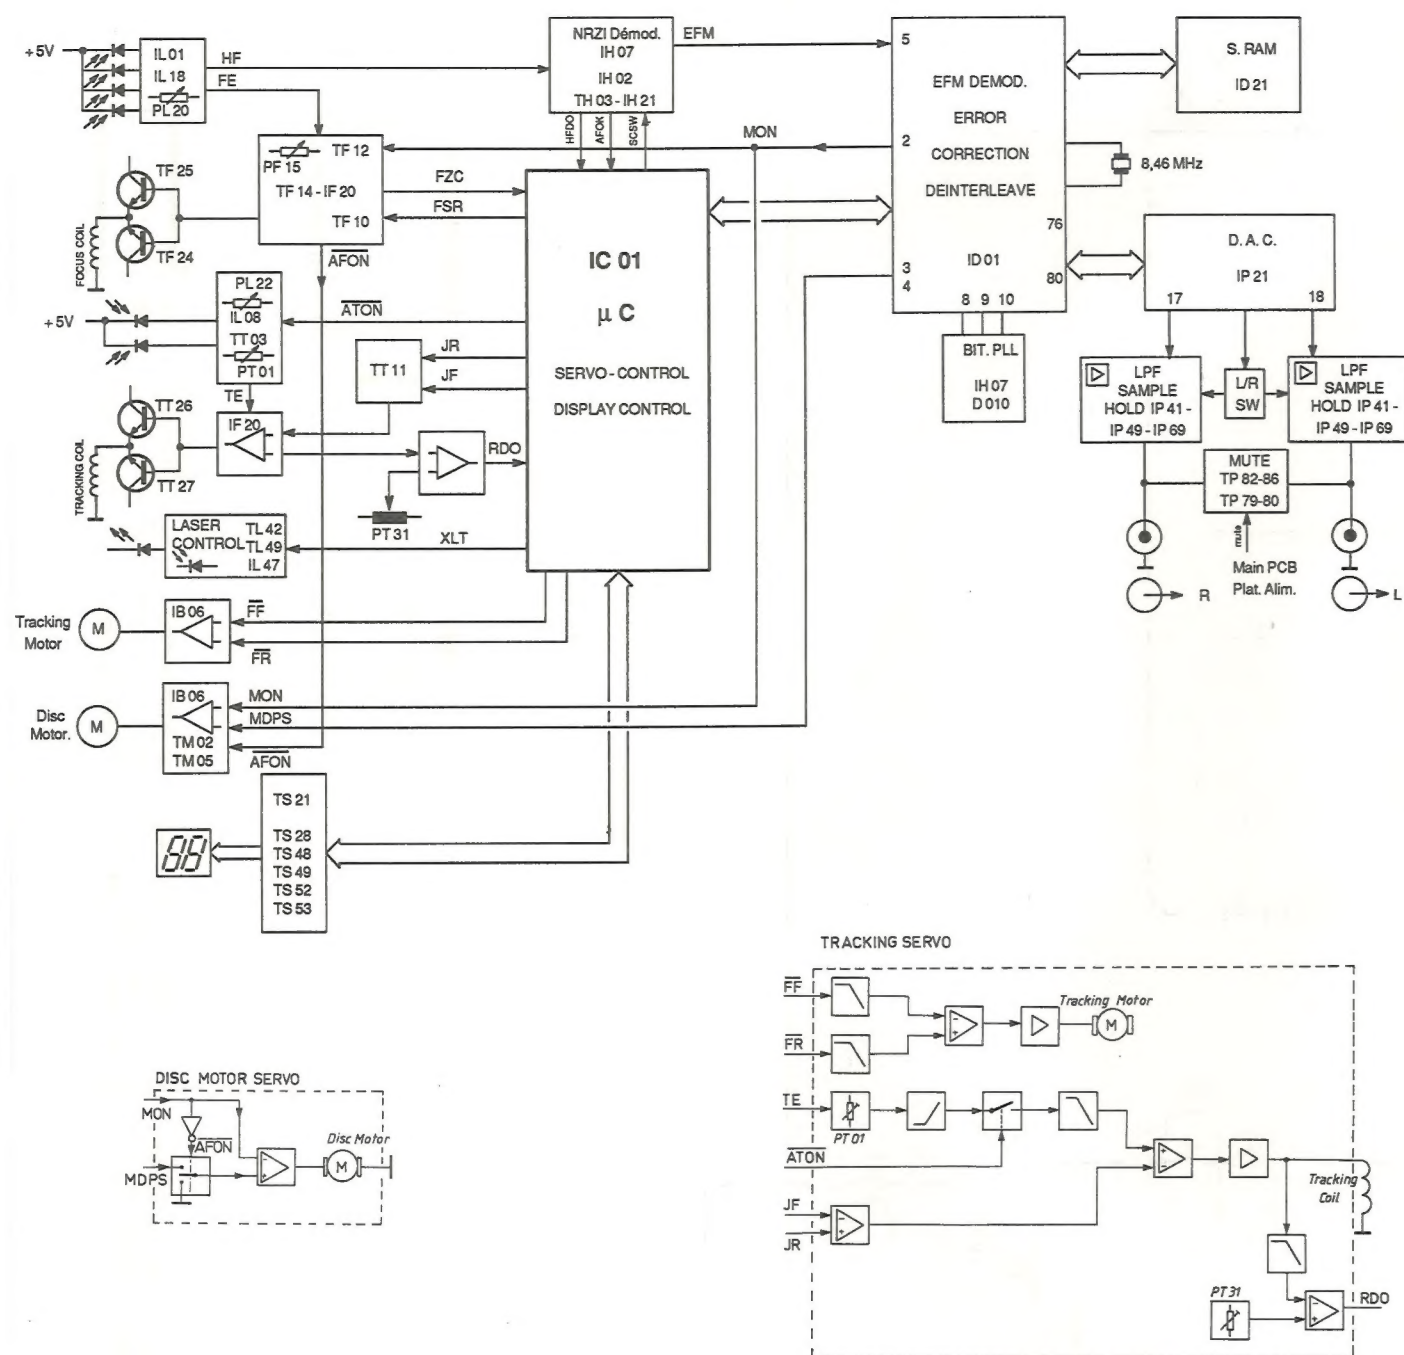 +5V
IL 01
IL 18
PL 20
HF
FE
NRZI Démod.
IH 07
IH 02
TH 03 - IH 21
EFM
HFDO
AFOK
SCSW
5
2
3
4
EFM DEMOD.
ERROR
CORRECTION
DEINTERLEAVE
76
ID 01
80
8 9 10
S. RAM
ID 21
8,46 MHz
MON
PF 15
TF 12
TF 14 - IF 20
TF 10
FZC
FSR
AFON
TF 25
TF 24
FOCUS COIL
IC 01
µ C
SERVO - CONTROL
DISPLAY CONTROL
D. A. C.
IP 21
17
18
BIT. PLL
IH 07
D 010
LPF
SAMPLE
HOLD IP 41 -
IP 49 - IP 69
L/R
SW
LPF
SAMPLE
HOLD IP 41 -
IP 49 - IP 69
MUTE
TP 82-86
TP 79-80
mute
Main PCB
Plat. Alim.
R
L
+5V
PL 22
IL 08
TT 03
PT 01
ATON
TE
JR
JF
TT 11
TT 26
TT 27
TRACKING COIL
IF 20
RDO
PT 31
LASER
CONTROL
TL 42
TL 49
IL 47
XLT
Tracking
Motor
M
IB 06
FF
FR
Disc
Motor.
M
IB 06
TM 02
TM 05
MON
MDPS
AFON
TS 21
TS 28
TS 48
TS 49
TS 52
TS 53
88
TRACKING SERVO
FF
FR
Tracking Motor
M
TE
PT 01
ATON
JF
JR
Tracking
Coil
PT 31
RDO
DISC MOTOR SERVO
MON
AFON
MDPS
Disc Motor
M